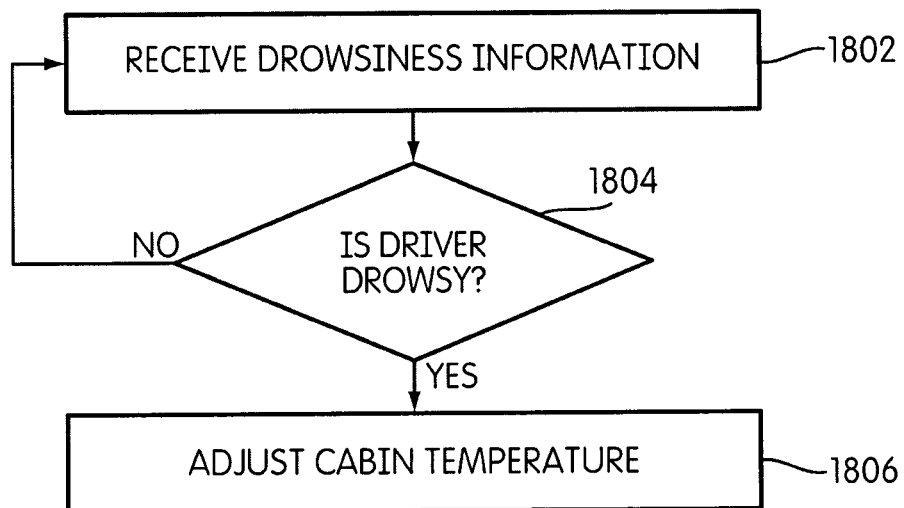 RECEIVE DROWSINESS INFORMATION
1802
1804
IS DRIVER
DROWSY?
NO
YES
ADJUST CABIN TEMPERATURE
1806